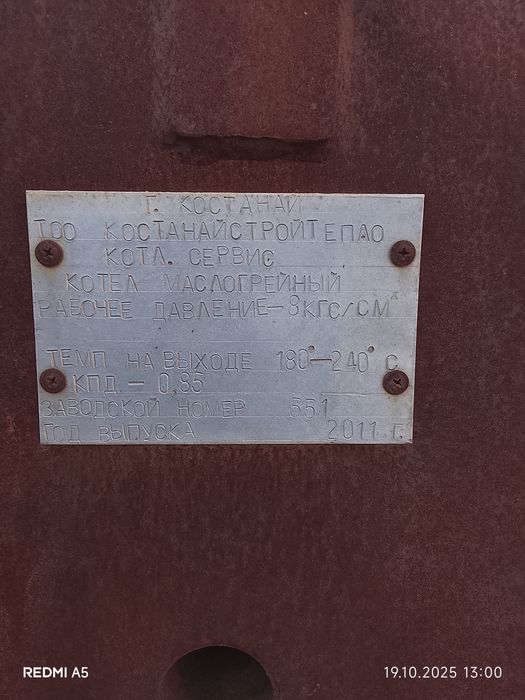 Г. КОСТАНАЙ
ТОО КОСТАНАЙСТРОЙТЕПЛО
КОТЛ. СЕРВИС
КОТЕЛ МАСЛОГРЕЙНЫЙ
РАБОЧЕЕ ДАВЛЕНИЕ-8КГС/СМ²
ТЕМП НА ВЫХОДЕ 180°-240°С
КПД - 0,85
ЗАВОДСКОЙ НОМЕР 551
ГОД ВЫПУСКА 2011 Г.
REDMI A5 19.10.2025 13:00